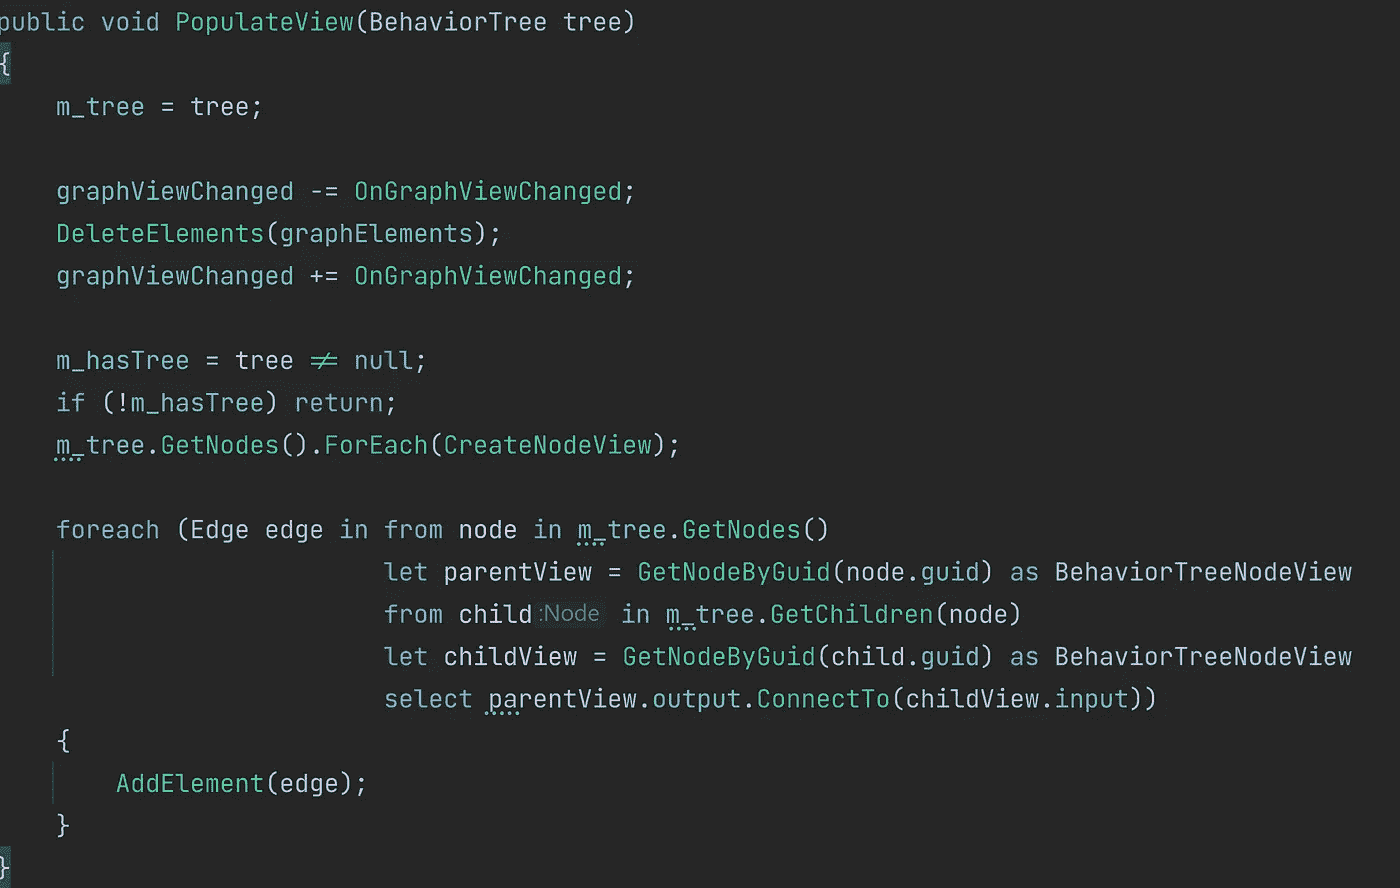 public void PopulateView(BehaviorTree tree)
{
    m_tree = tree;

    graphViewChanged -= OnGraphViewChanged;
    DeleteElements(graphElements);
    graphViewChanged += OnGraphViewChanged;

    m_hasTree = tree ≠ null;
    if (!m_hasTree) return;
    m_tree.GetNodes().ForEach(CreateNodeView);

    foreach (Edge edge in from node in m_tree.GetNodes()
                          let parentView = GetNodeByGuid(node.guid) as BehaviorTreeNodeView
                          from child :Node in m_tree.GetChildren(node)
                          let childView = GetNodeByGuid(child.guid) as BehaviorTreeNodeView
                          select parentView.output.ConnectTo(childView.input))
    {
        AddElement(edge);
    }
}